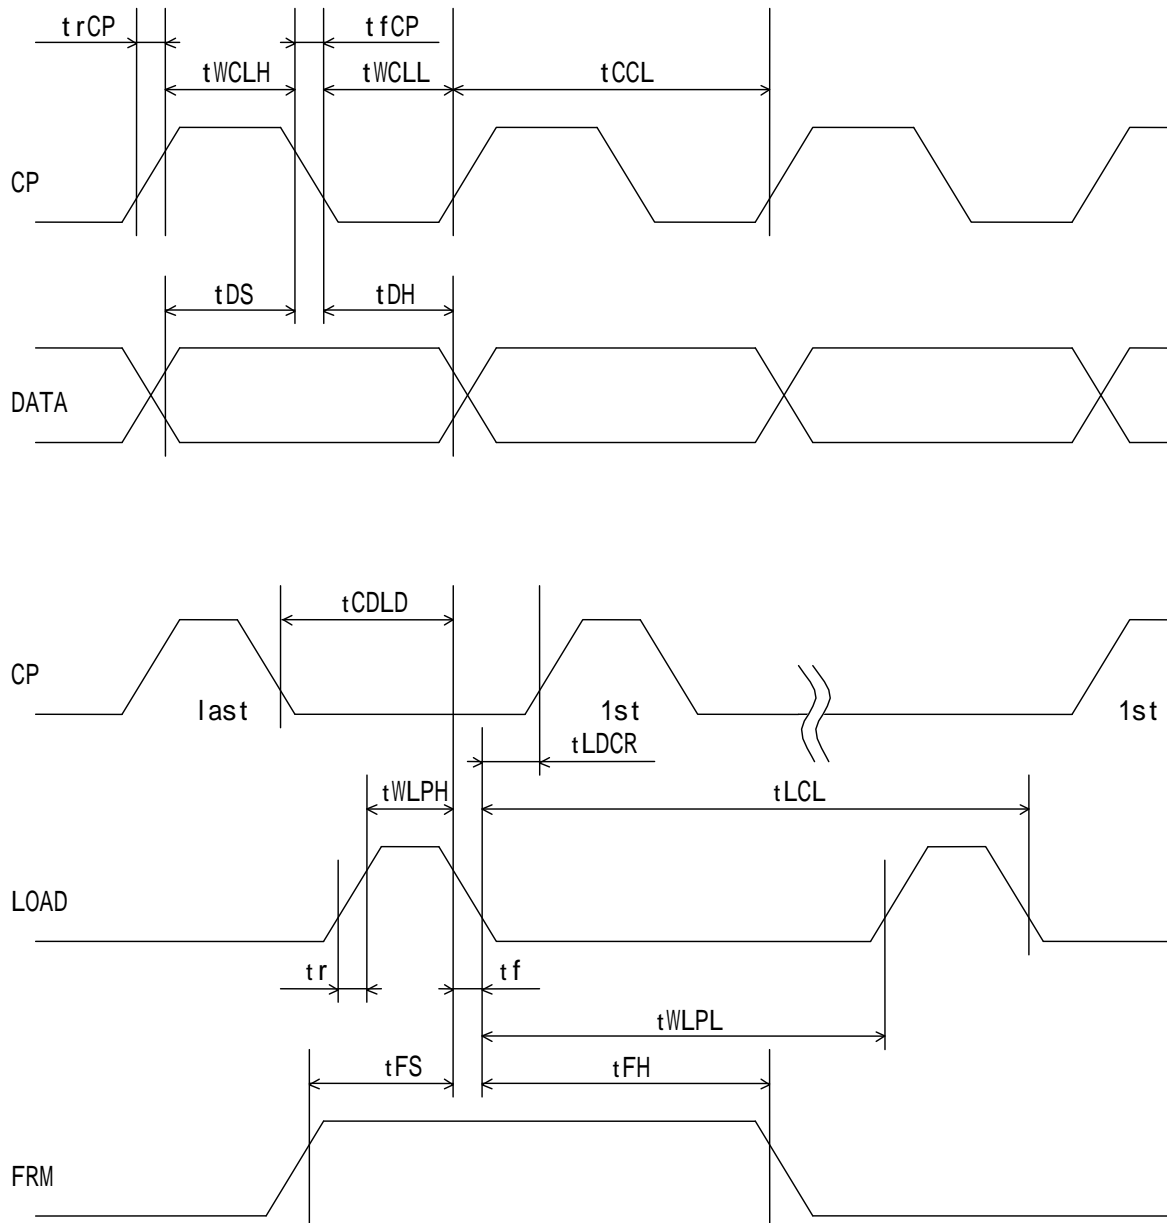 trCP tfCP
tWCLH tWCLL tCCL
CP
tDS tDH
DATA
tCDLD
CP
last 1st 1st
tLDCR
tWLPH tLCL
LOAD
tr tf
tWLPL
tFS tFH
FRM